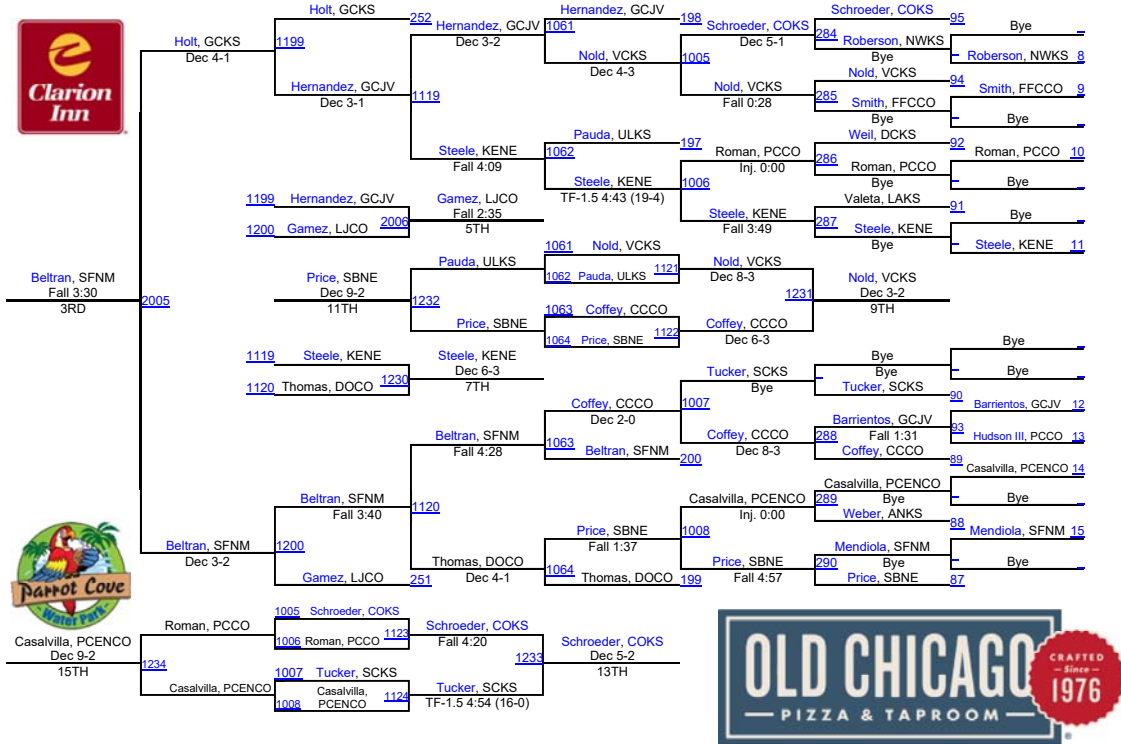 Clarion
Inn
Holt, GCKS
252
Hernandez, GCJV
198
Schroeder, COKS
95
Bye
Hernandez, GCJV
1061
Schroeder, COKS
284
Dec 3-2
Dec 5-1
Roberson, NWKS
Roberson, NWKS 8
Holt, GCKS
1199
Nold, VCKS
1005
Bye
Dec 4-1
Dec 4-3
Nold, VCKS
94
Smith, FFCCO 9
Hernandez, GCJV
1119
Nold, VCKS
285
Dec 3-1
Fall 0:28
Smith, FFCCO
Bye
Bye
Pauda, ULKS
197
Weil, DCKS
92
Steele, KENE
1062
Roman, PCCO
286
Roman, PCCO 10
Fall 4:09
Inj. 0:00
Roman, PCCO
Bye
Steele, KENE
1006
Bye
TF-1.5 4:43 (19-4)
Valeta, LAKS
91
Bye
1199 Hernandez, GCJV
Gamez, LJCO
Steele, KENE
287
2006
Fall 2:35
Fall 3:49
Steele, KENE
Steele, KENE 11
1200 Gamez, LJCO
5TH
Bye
1061 Nold, VCKS
Pauda, ULKS
1121
Nold, VCKS
1062 Pauda, ULKS
Dec 8-3
Beltran, SFNM
2005
Price, SBNE
1232
1231
Nold, VCKS
Fall 3:30
Dec 9-2
Dec 3-2
3RD
11TH
9TH
1063 Coffey, CCCO
Price, SBNE
1122
Coffey, CCCO
1064 Price, SBNE
Dec 6-3
Bye
1119 Steele, KENE
Steele, KENE
Bye
1230
Dec 6-3
Tucker, SCKS
Bye
Bye
1120 Thomas, DOCO
7TH
Bye
Tucker, SCKS
90
Coffey, CCCO
1007
Barrientos, GCJV 12
Dec 2-0
Barrientos, GCJV
93
Beltran, SFNM
1063
Coffey, CCCO
288
Fall 1:31
Hudson III, PCCO 13
Fall 4:28
Dec 8-3
Beltran, SFNM
200
Coffey, CCCO
89
Casalvilla, PCENCO 14
Casalvilla, PCENCO
Beltran, SFNM
1120
Casalvilla, PCENCO
289
Bye
Bye
Fall 3:40
Inj. 0:00
Weber, ANKS
88
Price, SBNE
1008
Mendiola, SFNM 15
Fall 1:37
Parrot Cove
Water Park
Beltran, SFNM
1200
Mendiola, SFNM
Dec 3-2
Thomas, DOCO
1064
Price, SBNE
290
Bye
Bye
Dec 4-1
Fall 4:57
Gamez, LJCO
251
Thomas, DOCO
199
Price, SBNE
87
1005 Schroeder, COKS
Roman, PCCO
1123
Schroeder, COKS
1006 Roman, PCCO
Fall 4:20
Casalvilla, PCENCO
1234
1233
Schroeder, COKS
Dec 9-2
Dec 5-2
15TH
13TH
1007 Tucker, SCKS
Casalvilla, PCENCO
1124
Tucker, SCKS
1008
Casalvilla,
PCENCO
TF-1.5 4:54 (16-0)
OLD CHICAGO
PIZZA & TAPROOM
CRAFTED
Since
1976